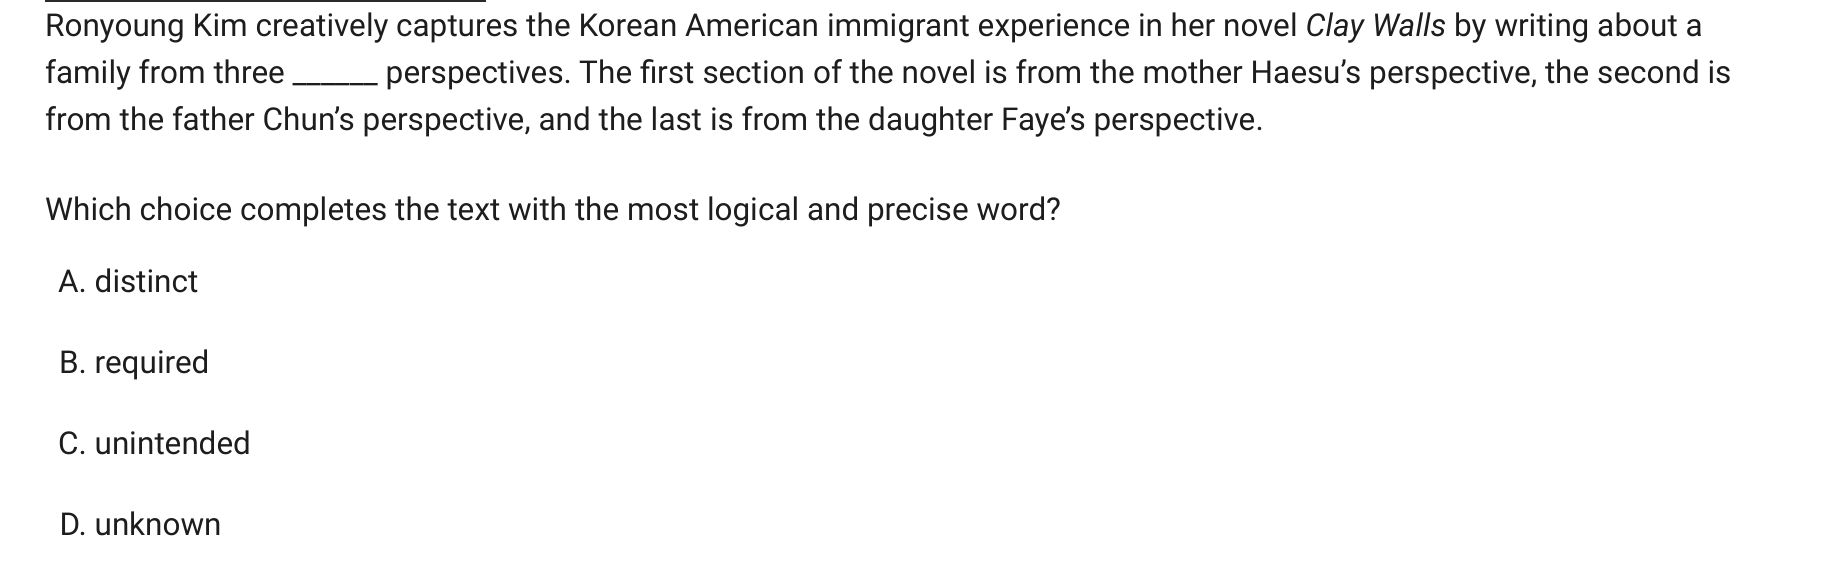 Ronyoung Kim creatively captures the Korean American immigrant experience in her novel Clay Walls by writing about a
family from three ______ perspectives. The first section of the novel is from the mother Haesu’s perspective, the second is
from the father Chun’s perspective, and the last is from the daughter Faye’s perspective.
Which choice completes the text with the most logical and precise word?
A. distinct
B. required
C. unintended
D. unknown